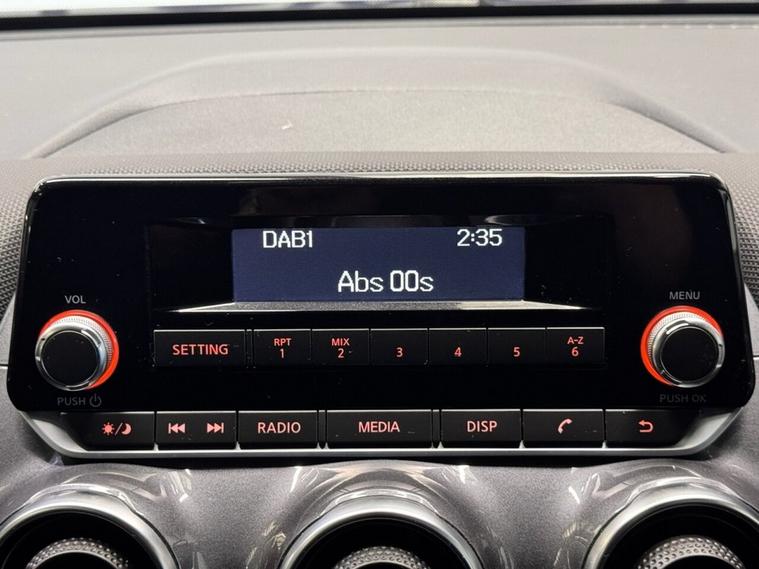 DAB1 2:35
Abs 00s
VOL
MENU
SETTING RPT 1 MIX 2 3 4 5 A-Z 6
PUSH
PUSH OK
RADIO MEDIA DISP